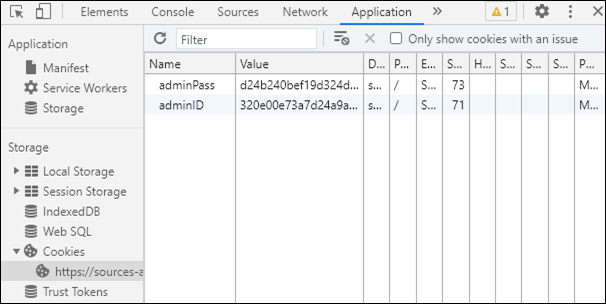 Elements Console Sources Network Application » 1
Application
Manifest
Service Workers
Storage
Storage
Local Storage
Session Storage
IndexedDB
Web SQL
Cookies
https://sources-a
Trust Tokens
Filter Only show cookies with an issue
Name Value D... P... E... S... H... S... S... S... P...
adminPass d24b240bef19d324d... s... / S... 73 M...
adminID 320e00e73a7d24a9a... s... / S... 71 M...